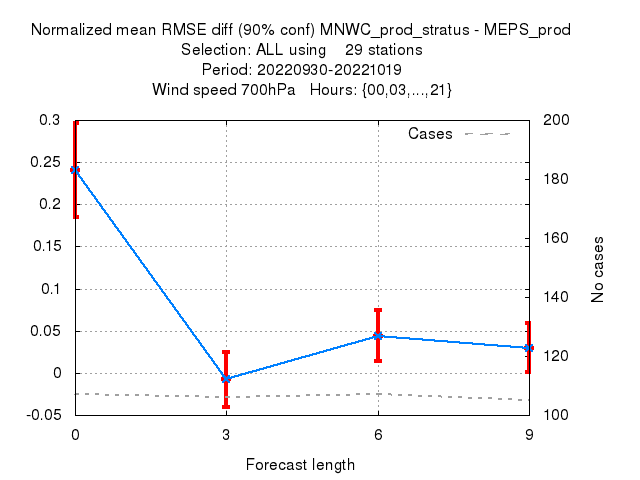 Normalized mean RMSE diff (90% conf) MNWC_prod_stratus - MEPS_prod
Selection: ALL using    29 stations
Period: 20220930-20221019
Wind speed 700hPa   Hours: {00,03,...,21}
Cases
0.3
0.25
0.2
0.15
0.1
0.05
0
-0.05
200
180
160
140
120
100
No cases
0 3 6 9
Forecast length